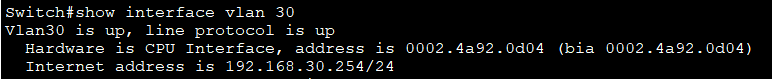 Switch#show interface vlan 30
Vlan30 is up, line protocol is up
Hardware is CPU Interface, address is 0002.4a92.0d04 (bia 0002.4a92.0d04)
Internet address is 192.168.30.254/24